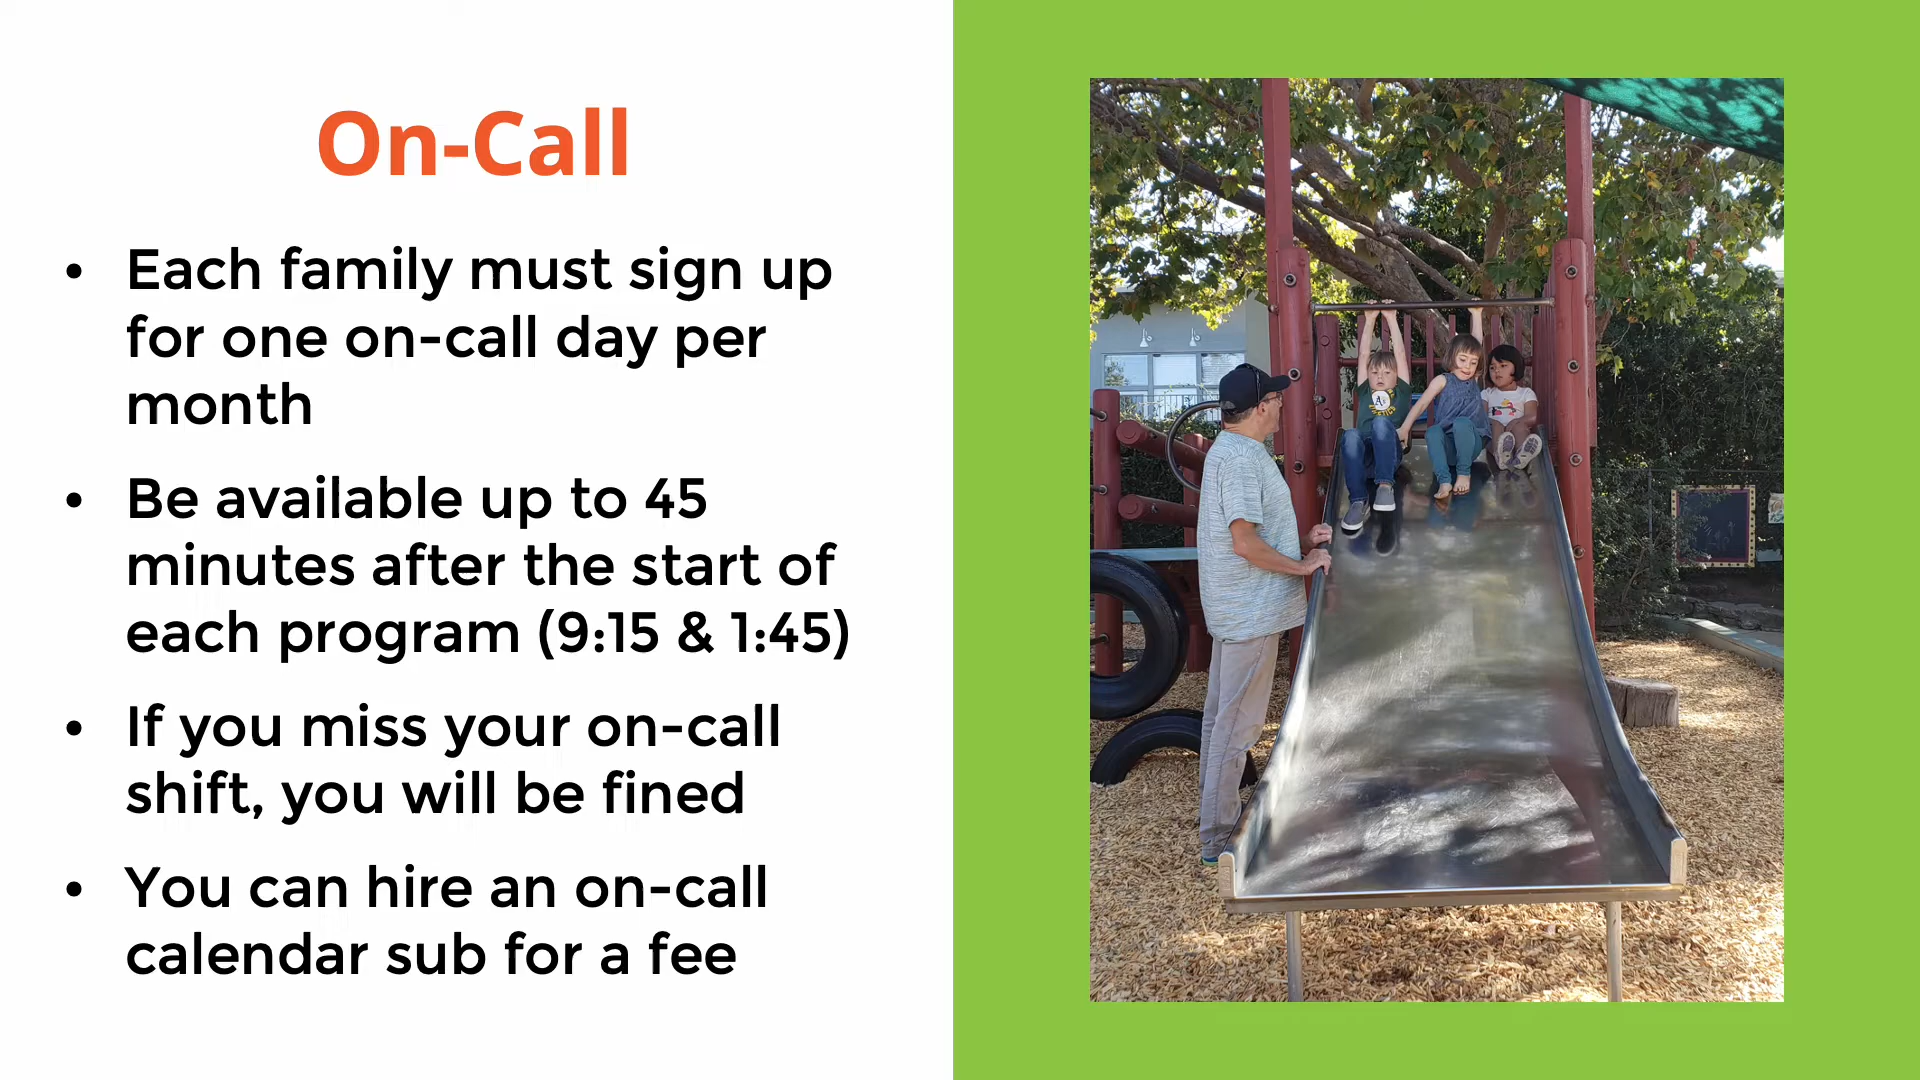 On-Call
• Each family must sign up
for one on-call day per
month
• Be available up to 45
minutes after the start of
each program (9:15 & 1:45)
• If you miss your on-call
shift, you will be fined
• You can hire an on-call
calendar sub for a fee
A's